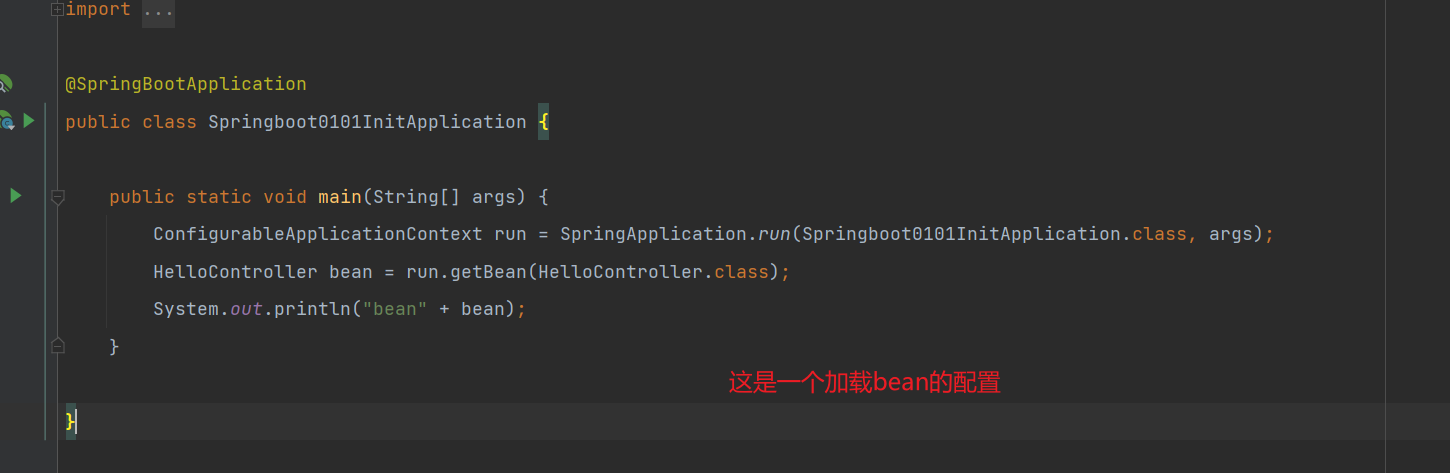 import ...
@SpringBootApplication
public class Springboot0101InitApplication {
public static void main(String[] args) {
ConfigurableApplicationContext run = SpringApplication.run(Springboot0101InitApplication.class, args);
HelloController bean = run.getBean(HelloController.class);
System.out.println("bean" + bean);
}
这是一个加载bean的配置
}